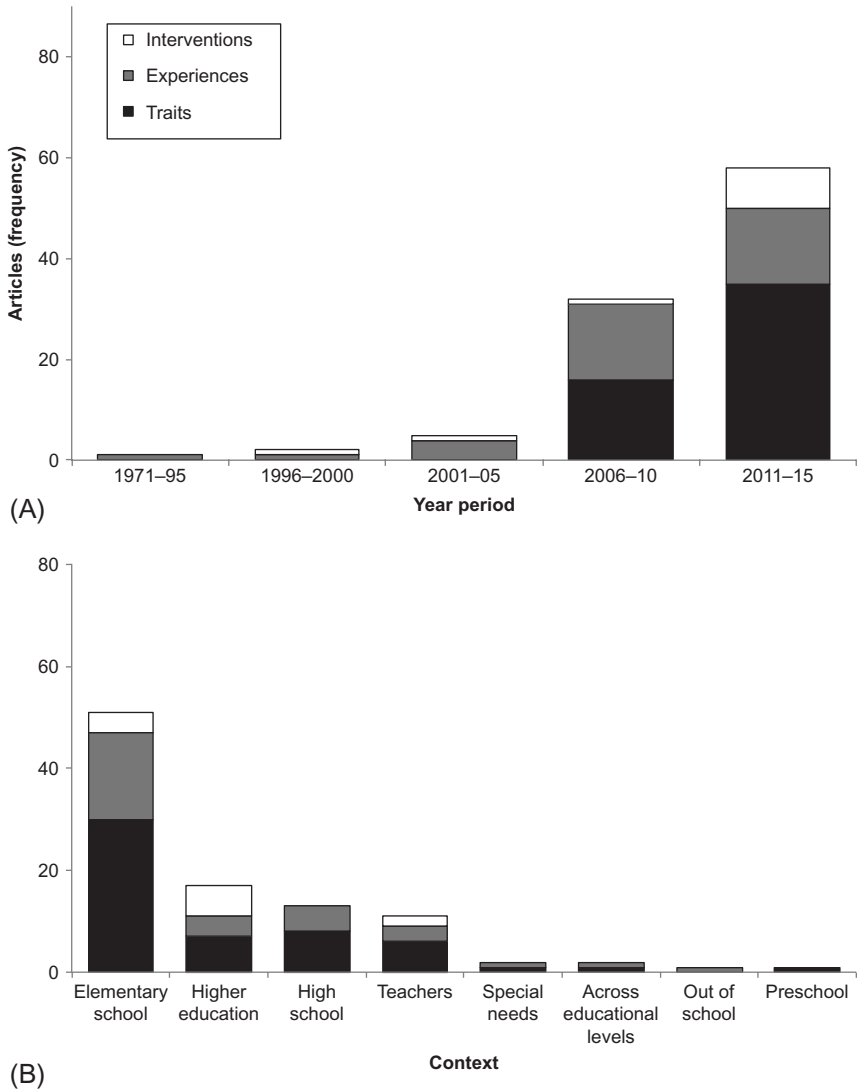 Interventions
Experiences
Traits
80
60
40
20
0
Articles (frequency)
1971–95
1996–2000
2001–05
2006–10
2011–15
Year period
(A)
80
60
40
20
0
Elementary
school
Higher
education
High
school
Teachers
Special
needs
Across
educational
levels
Out of
school
Preschool
Context
(B)